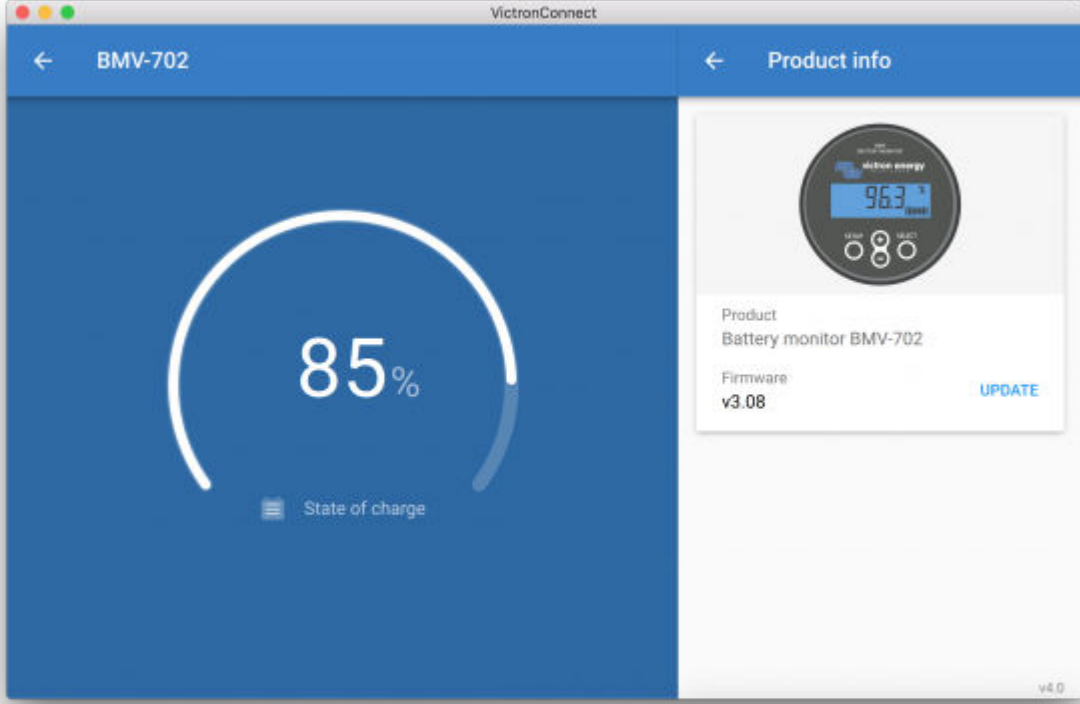 VictronConnect
BMV-702
Product info
victron energy
96.3
SETUP
SELECT
+
−
85%
State of charge
Product
Battery monitor BMV-702
Firmware
v3.08
UPDATE
v4.0